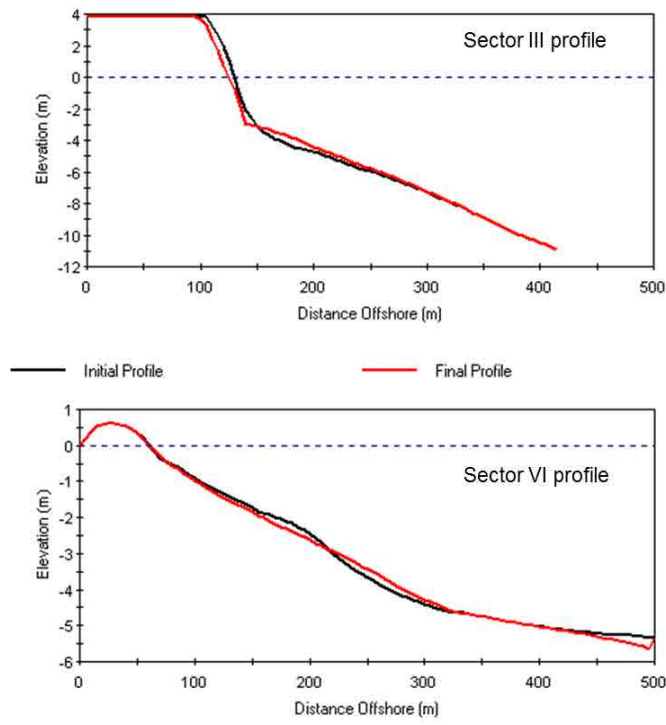 4
Sector III profile
2
0
-2
-4
-6
-8
-10
-12
Elevation (m)
0 100 200 300 400 500
Distance Offshore (m)
Initial Profile Final Profile
1
0
Sector VI profile
-1
-2
-3
-4
-5
-6
Elevation (m)
0 100 200 300 400 500
Distance Offshore (m)